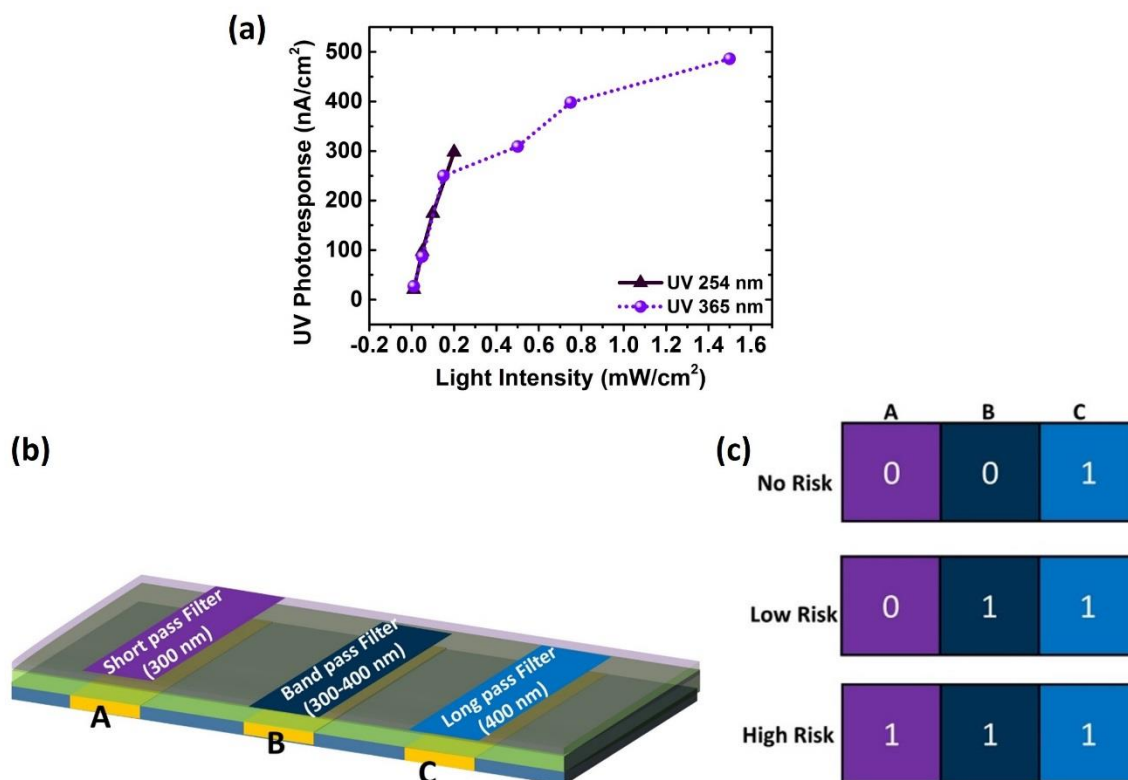 (a)
UV Photoresponse (nA/cm²)
500
400
300
200
100
0
-0.2 0.0 0.2 0.4 0.6 0.8 1.0 1.2 1.4 1.6
Light Intensity (mW/cm²)
UV 254 nm
UV 365 nm
(b)
Short pass Filter
(300 nm)
Band pass Filter
(300-400 nm)
Long pass Filter
(400 nm)
A
B
C
(c)
A B C
No Risk 0 0 1
Low Risk 0 1 1
High Risk 1 1 1